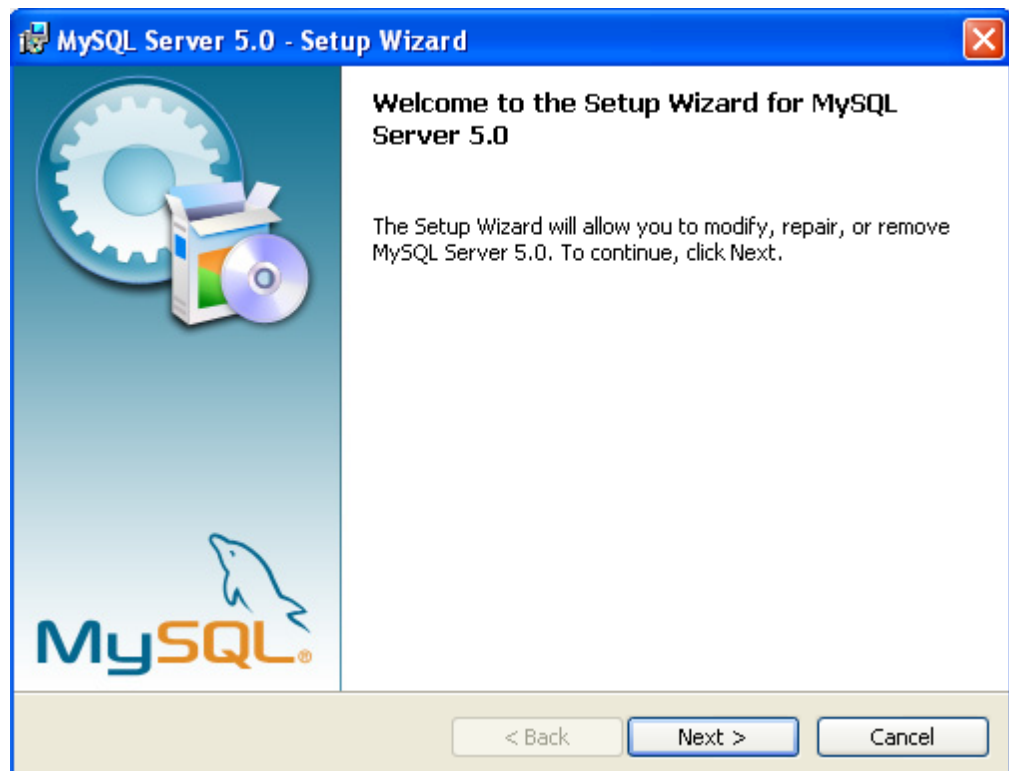 MySQL Server 5.0 - Setup Wizard
Welcome to the Setup Wizard for MySQL
Server 5.0
The Setup Wizard will allow you to modify, repair, or remove
MySQL Server 5.0. To continue, click Next.
MySQL®
< Back
Next >
Cancel